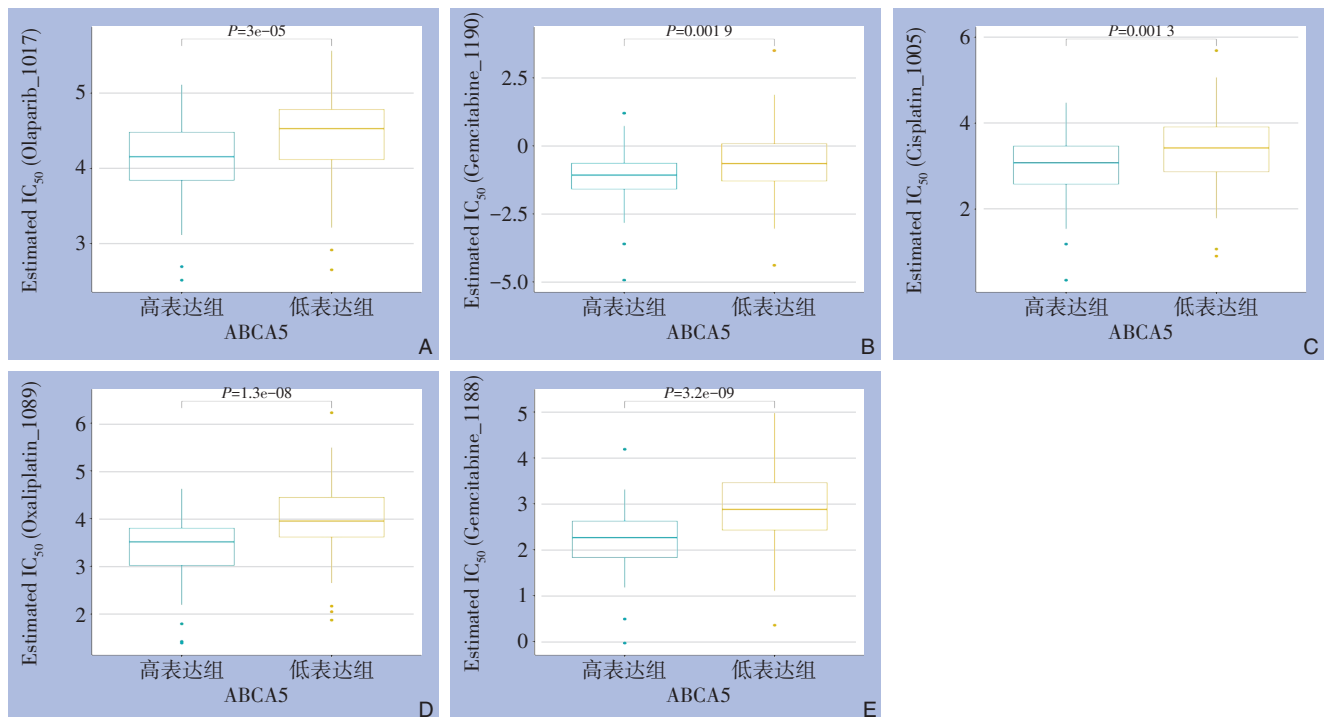 P=3e−05
Estimated IC50 (Olaparib_1017)
5
4
3
高表达组 低表达组
ABCA5
A
P=0.001 9
Estimated IC50 (Gemcitabine_1190)
2.5
0
−2.5
−5.0
高表达组 低表达组
ABCA5
B
P=0.001 3
Estimated IC50 (Cisplatin_1005)
6
4
2
高表达组 低表达组
ABCA5
C
P=1.3e−08
Estimated IC50 (Oxaliplatin_1089)
6
5
4
3
2
高表达组 低表达组
ABCA5
D
P=3.2e−09
Estimated IC50 (Gemcitabine_1188)
5
4
3
2
1
0
高表达组 低表达组
ABCA5
E